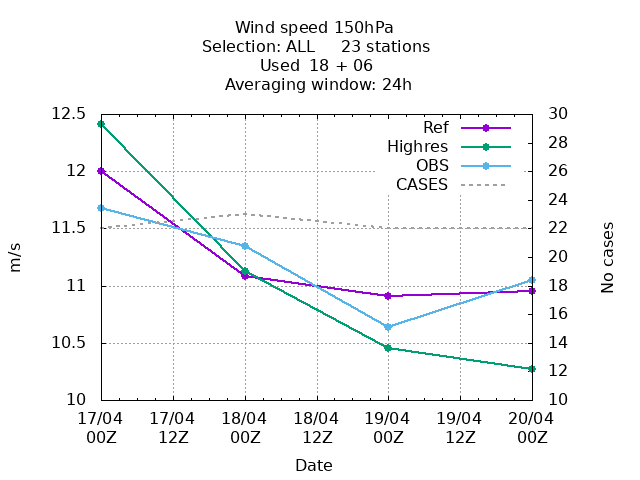 Wind speed 150hPa
Selection: ALL     23 stations
Used  18 + 06
Averaging window: 24h
12.5
12
11.5
11
10.5
10
m/s
30
28
26
24
22
20
18
16
14
12
10
No cases
Ref
Highres
OBS
CASES
17/04 17/04 18/04 18/04 19/04 19/04 20/04
00Z 12Z 00Z 12Z 00Z 12Z 00Z
Date